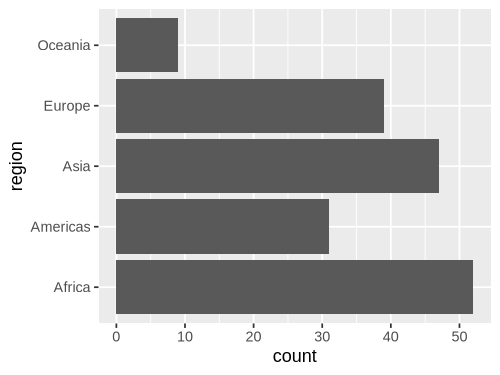 Oceania
Europe
Asia
Americas
Africa
region
0 10 20 30 40 50
count